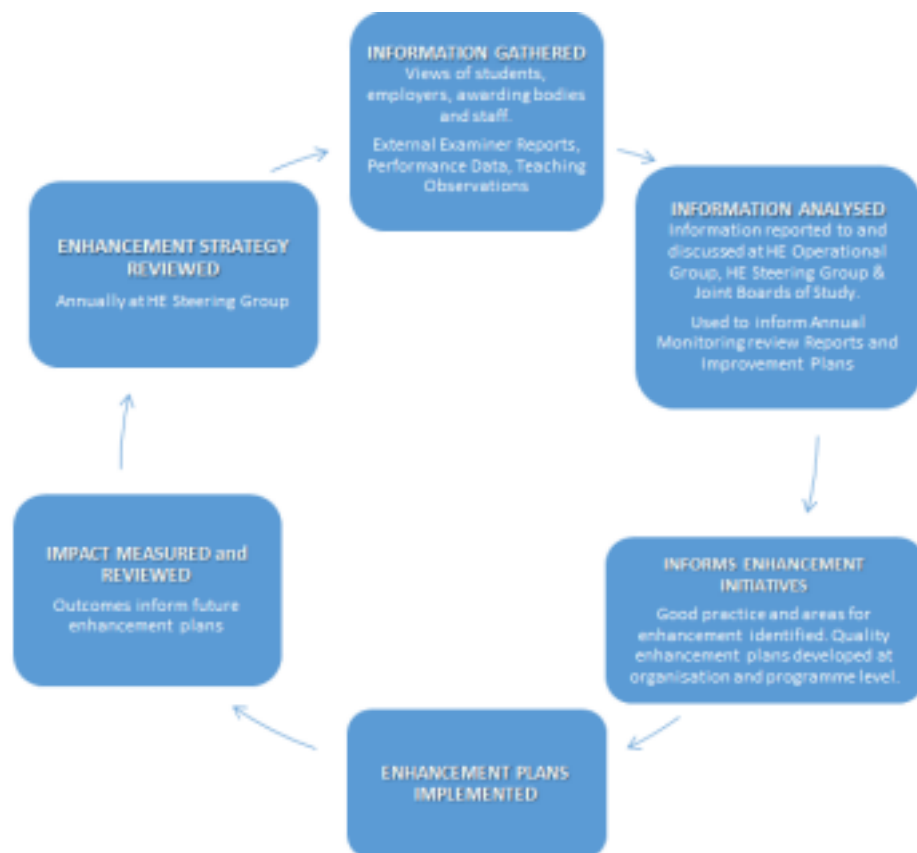 INFORMATION GATHERED
Views of students,
employers, awarding bodies
and staff.
External Examiner Reports,
Performance Data, Teaching
Observations
INFORMATION ANALYSED
Information reported to and
discussed at HE Operational
Group, HE Steering Group &
Joint Boards of Study.
Used to inform Annual
Monitoring review Reports and
Improvement Plans
INFORMS ENHANCEMENT
INITIATIVES
Good practice and areas for
enhancement identified. Quality
enhancement plans developed at
organisation and programme level.
ENHANCEMENT PLANS
IMPLEMENTED
IMPACT MEASURED and
REVIEWED
Outcomes inform future
enhancement plans
ENHANCEMENT STRATEGY
REVIEWED
Annually at HE Steering Group